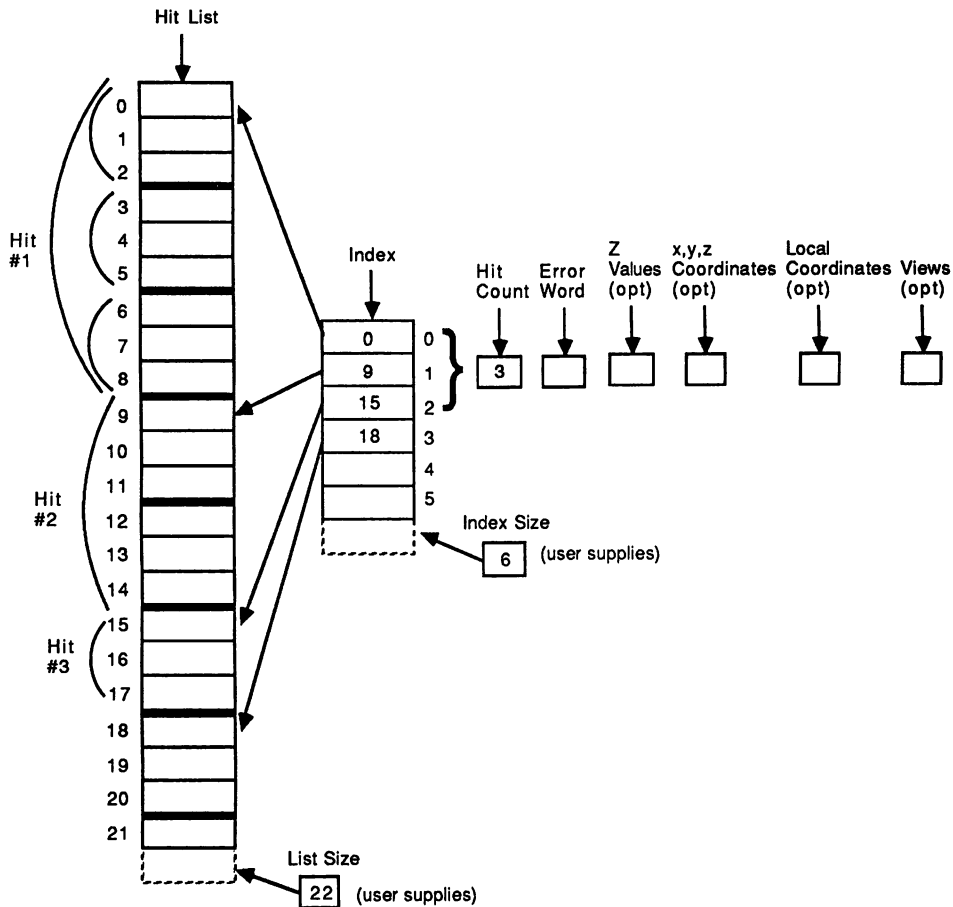 Hit List
0
1
2
3
4
5
6
7
8
9
10
11
12
13
14
15
16
17
18
19
20
21
Hit
#1
Hit
#2
Hit
#3
List Size
22 (user supplies)
Index
0 0
9 1
15 2
18 3
4
5
Index Size
6 (user supplies)
Hit
Count
3
Error
Word
Z
Values
(opt)
x,y,z
Coordinates
(opt)
Local
Coordinates
(opt)
Views
(opt)